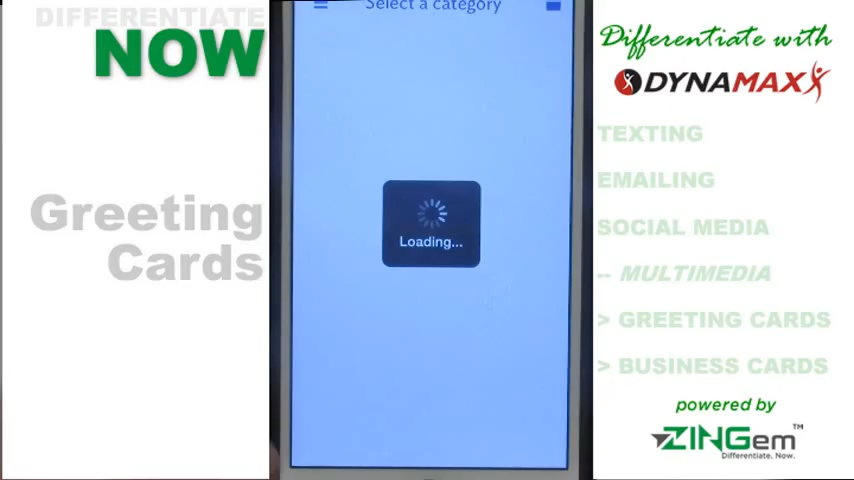 DIFFERENTIATE
NOW
Greeting
Cards
Select a category
Loading...
Differentiate with
DYNAMAXX
TEXTING
EMAILING
SOCIAL MEDIA
-- MULTIMEDIA
> GREETING CARDS
> BUSINESS CARDS
powered by
ZINGem™
Differentiate. Now.